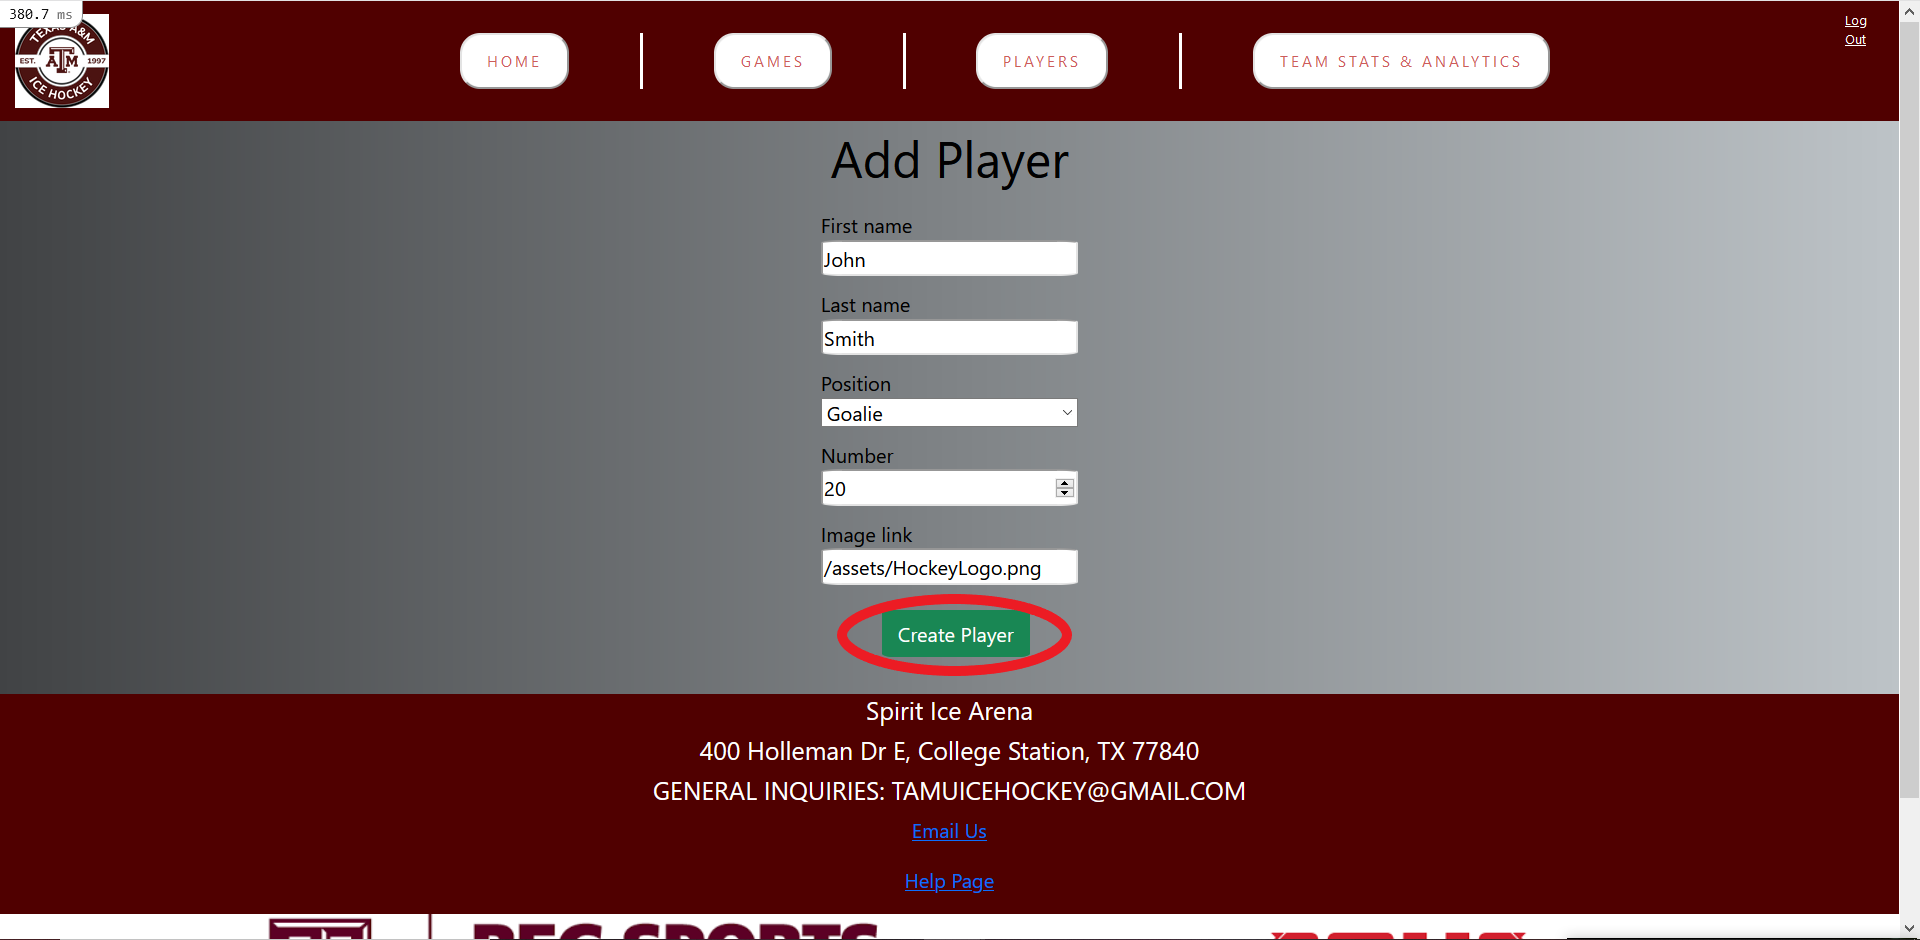 380.7 ms
TEXAS A&M
EST. ATM 1997
ICE HOCKEY
HOME
GAMES
PLAYERS
TEAM STATS & ANALYTICS
Log
Out
Add Player
First name
John
Last name
Smith
Position
Goalie
Number
20
Image link
/assets/HockeyLogo.png
Create Player
Spirit Ice Arena
400 Holleman Dr E, College Station, TX 77840
GENERAL INQUIRIES: TAMUICEHOCKEY@GMAIL.COM
Email Us
Help Page
REC SPORTS